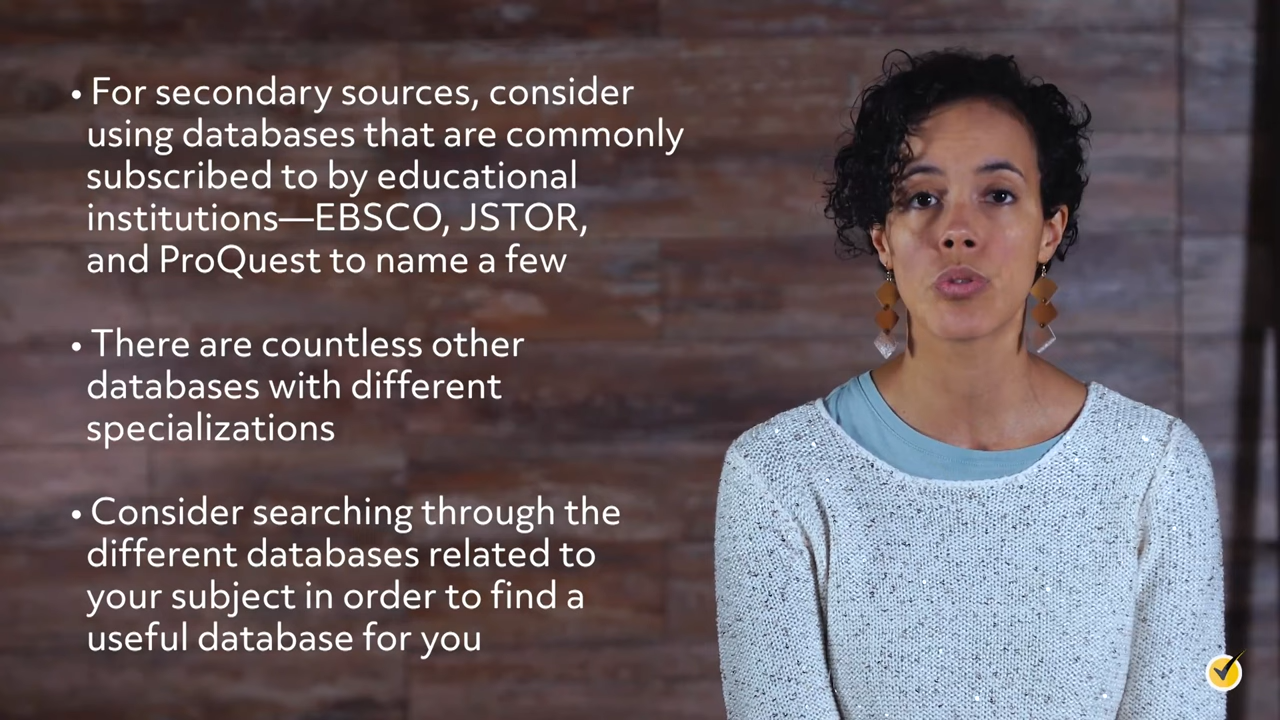 • For secondary sources, consider
using databases that are commonly
subscribed to by educational
institutions—EBSCO, JSTOR,
and ProQuest to name a few
• There are countless other
databases with different
specializations
• Consider searching through the
different databases related to
your subject in order to find a
useful database for you